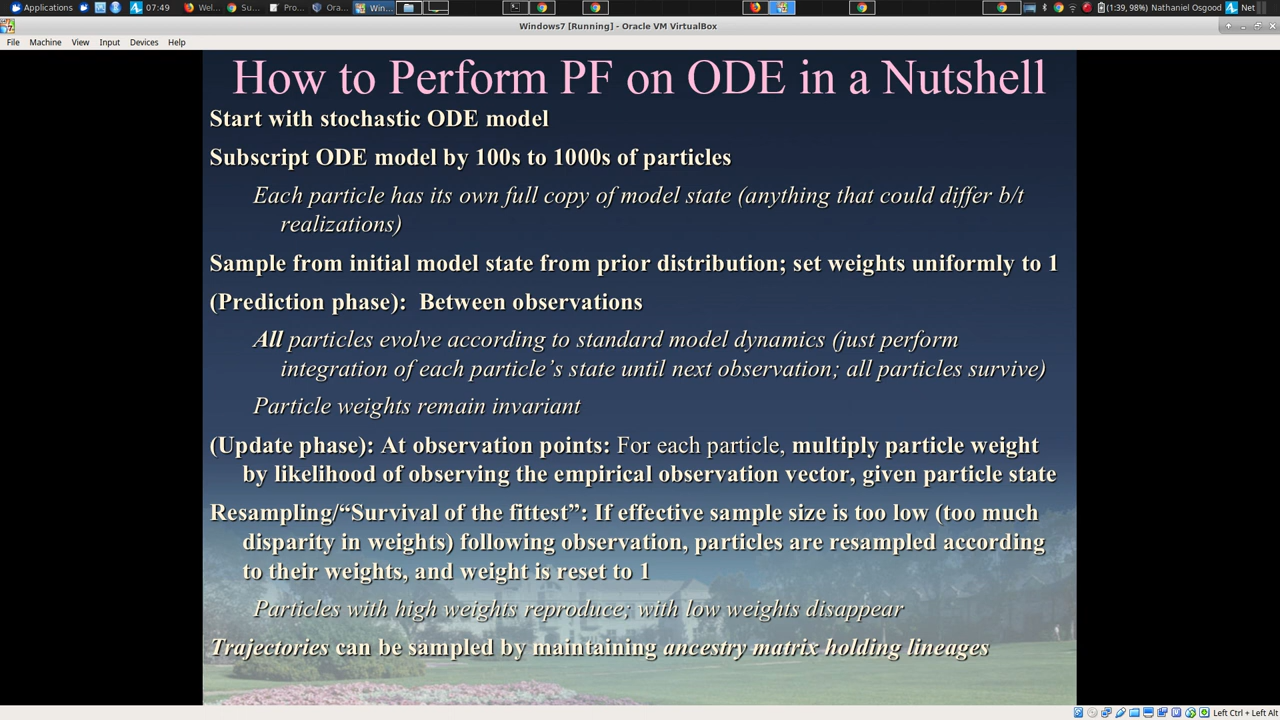 Applications 07:49 Wel... Su... Pro... Ora... Win... (1:39, 98%) Nathaniel Osgood Net
Windows7 [Running] - Oracle VM VirtualBox
File Machine View Input Devices Help
How to Perform PF on ODE in a Nutshell
Start with stochastic ODE model
Subscript ODE model by 100s to 1000s of particles
Each particle has its own full copy of model state (anything that could differ b/t
realizations)
Sample from initial model state from prior distribution; set weights uniformly to 1
(Prediction phase): Between observations
All particles evolve according to standard model dynamics (just perform
integration of each particle's state until next observation; all particles survive)
Particle weights remain invariant
(Update phase): At observation points: For each particle, multiply particle weight
by likelihood of observing the empirical observation vector, given particle state
Resampling/“Survival of the fittest”: If effective sample size is too low (too much
disparity in weights) following observation, particles are resampled according
to their weights, and weight is reset to 1
Particles with high weights reproduce; with low weights disappear
Trajectories can be sampled by maintaining ancestry matrix holding lineages
Left Ctrl + Left Alt